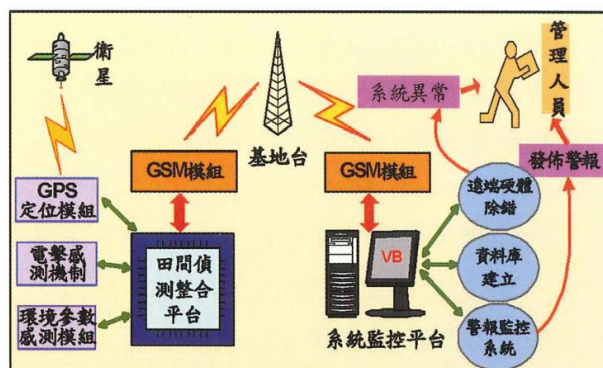 衛
星
GPS
定位模組
電擊感
測機制
環境參數
感測模組
GSM模組
田間偵
測整合
平台
基地台
GSM模組
VB
系統監控平台
系統異常
管
理
人
員
發佈警報
遠端硬體
除錯
資料庫
建立
警報監控
系統